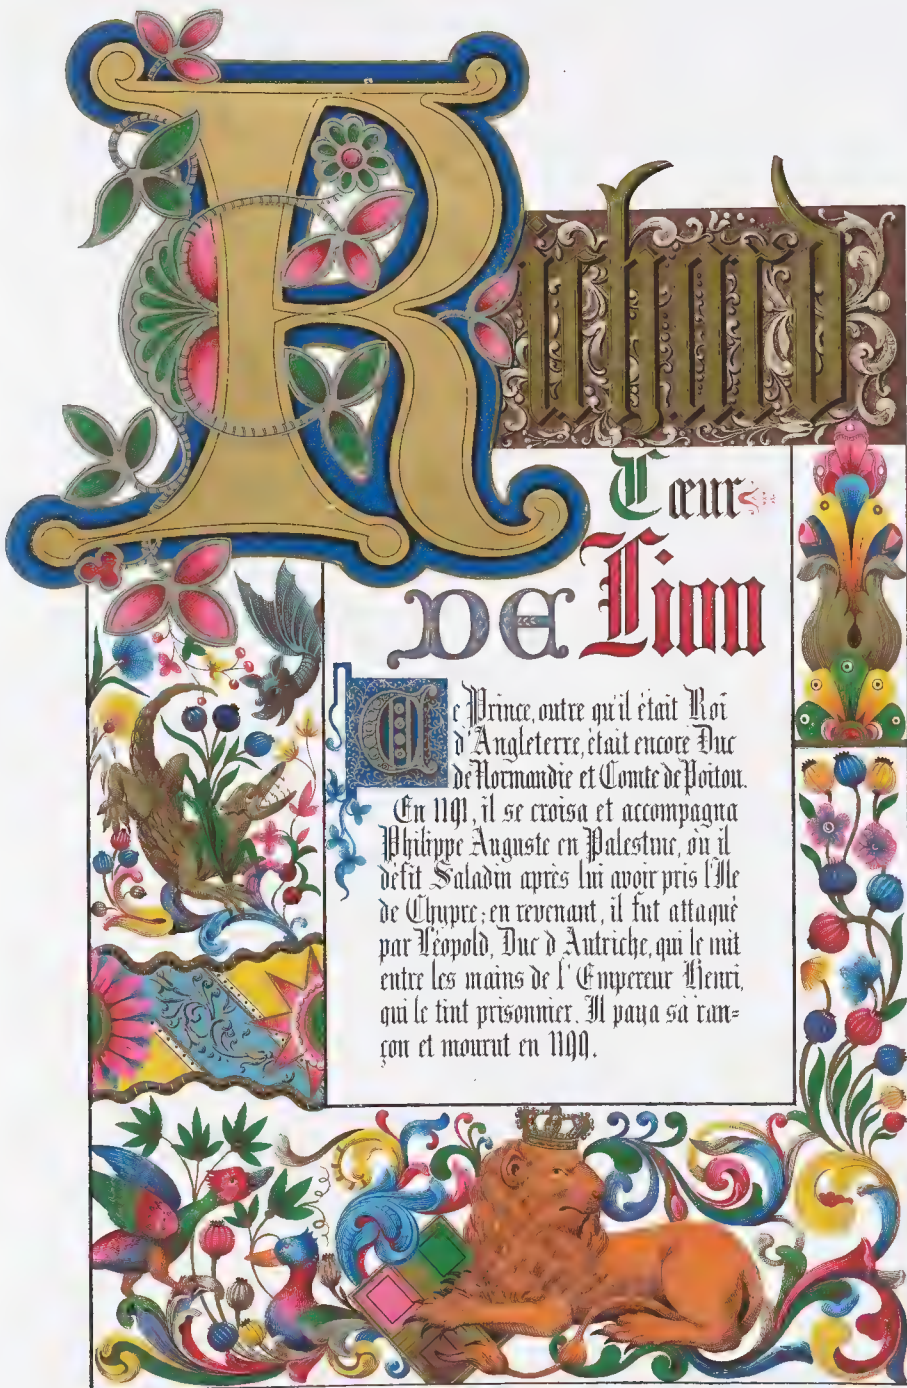 Richard
Cœur
DE Lion
Ce Prince, outre qu'il était Roi
d'Angleterre, était encore Duc
de Normandie et Comte de Poitou.
En 1191, il se croisa et accompagna
Philippe Auguste en Palestine, où il
défit Saladin après lui avoir pris l'Ile
de Chypre; en revenant, il fut attaqué
par Léopold, Duc d'Autriche, qui le mit
entre les mains de l'Empereur Henri,
qui le tint prisonnier. Il paya sa ran=
çon et mourut en 1199.